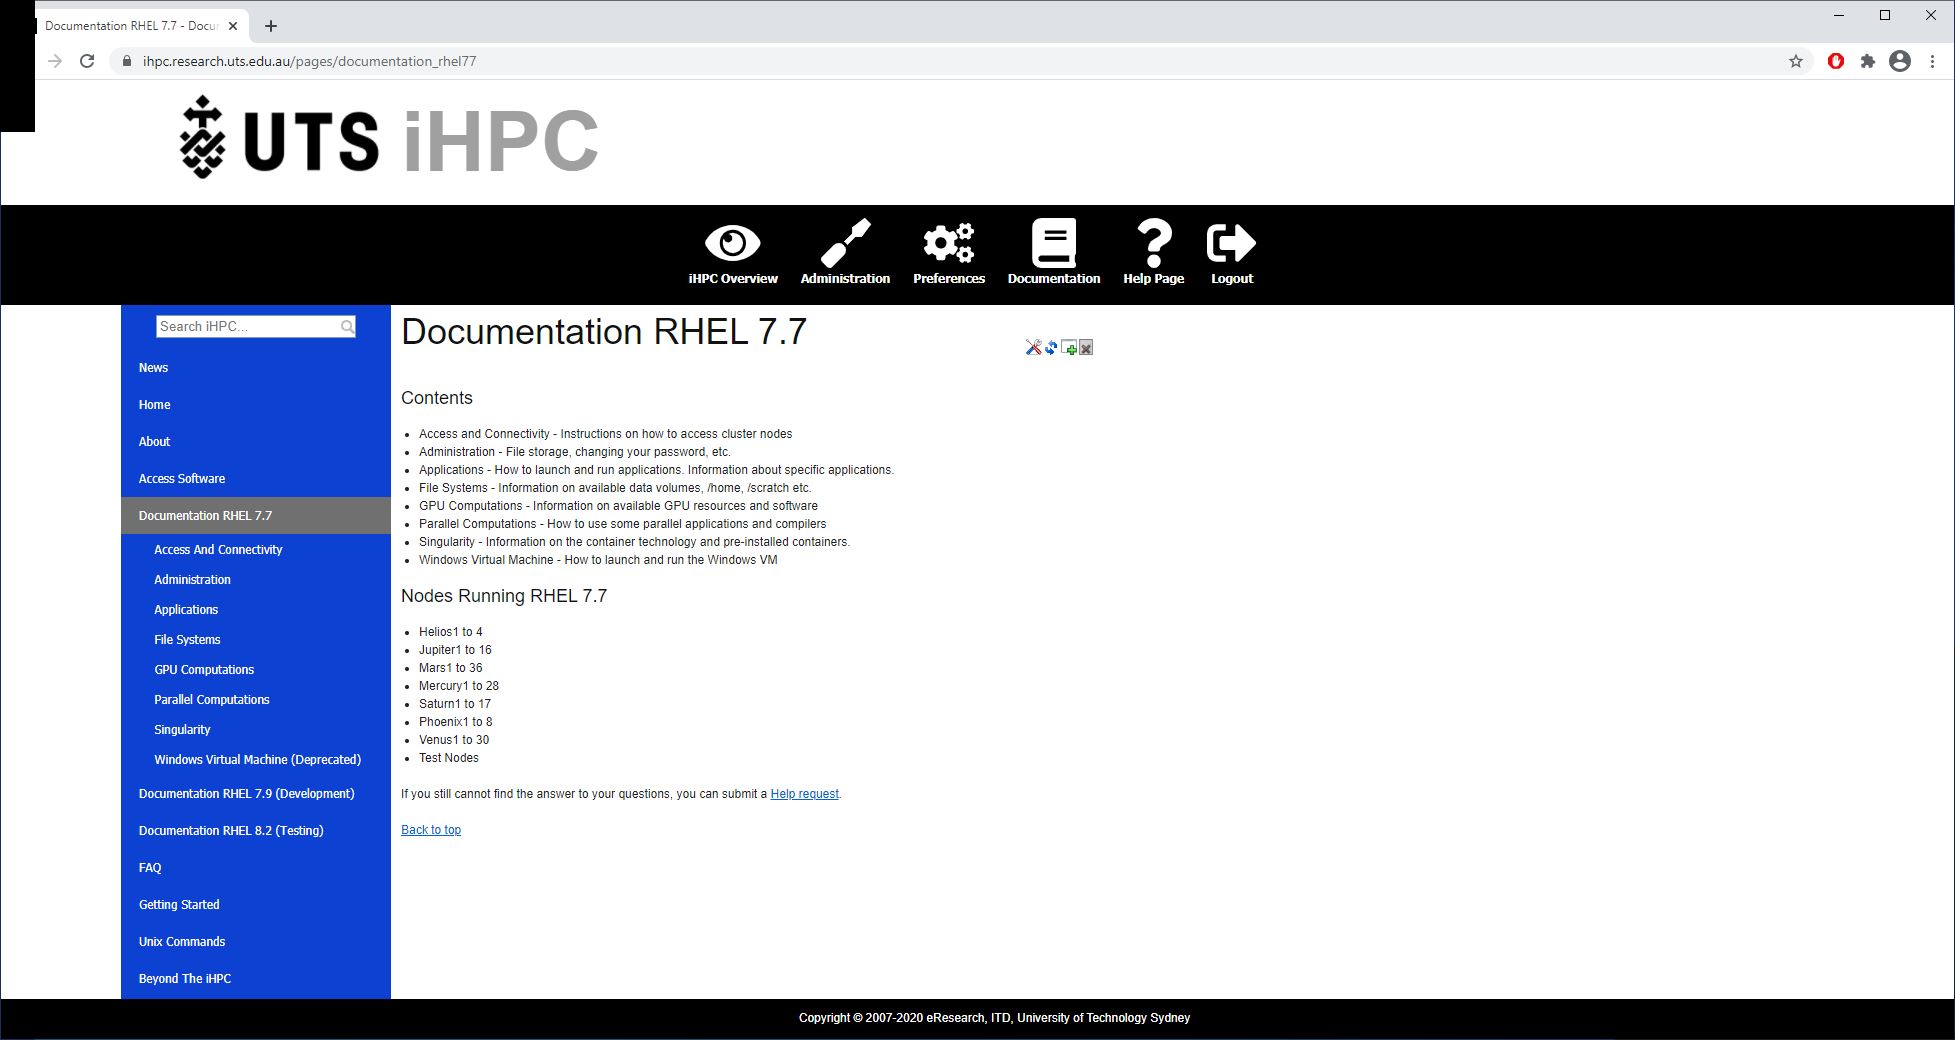 Documentation RHEL 7.7 - Docu
ihpc.research.uts.edu.au/pages/documentation_rhel77
UTS iHPC
iHPC Overview
Administration
Preferences
Documentation
Help Page
Logout
Search iHPC...
News
Home
About
Access Software
Documentation RHEL 7.7
Access And Connectivity
Administration
Applications
File Systems
GPU Computations
Parallel Computations
Singularity
Windows Virtual Machine (Deprecated)
Documentation RHEL 7.9 (Development)
Documentation RHEL 8.2 (Testing)
FAQ
Getting Started
Unix Commands
Beyond The iHPC
Documentation RHEL 7.7
Contents
Access and Connectivity - Instructions on how to access cluster nodes
Administration - File storage, changing your password, etc.
Applications - How to launch and run applications. Information about specific applications.
File Systems - Information on available data volumes, /home, /scratch etc.
GPU Computations - Information on available GPU resources and software
Parallel Computations - How to use some parallel applications and compilers
Singularity - Information on the container technology and pre-installed containers.
Windows Virtual Machine - How to launch and run the Windows VM
Nodes Running RHEL 7.7
Helios1 to 4
Jupiter1 to 16
Mars1 to 36
Mercury1 to 28
Saturn1 to 17
Phoenix1 to 8
Venus1 to 30
Test Nodes
If you still cannot find the answer to your questions, you can submit a Help request.
Back to top
Copyright © 2007-2020 eResearch, ITD, University of Technology Sydney